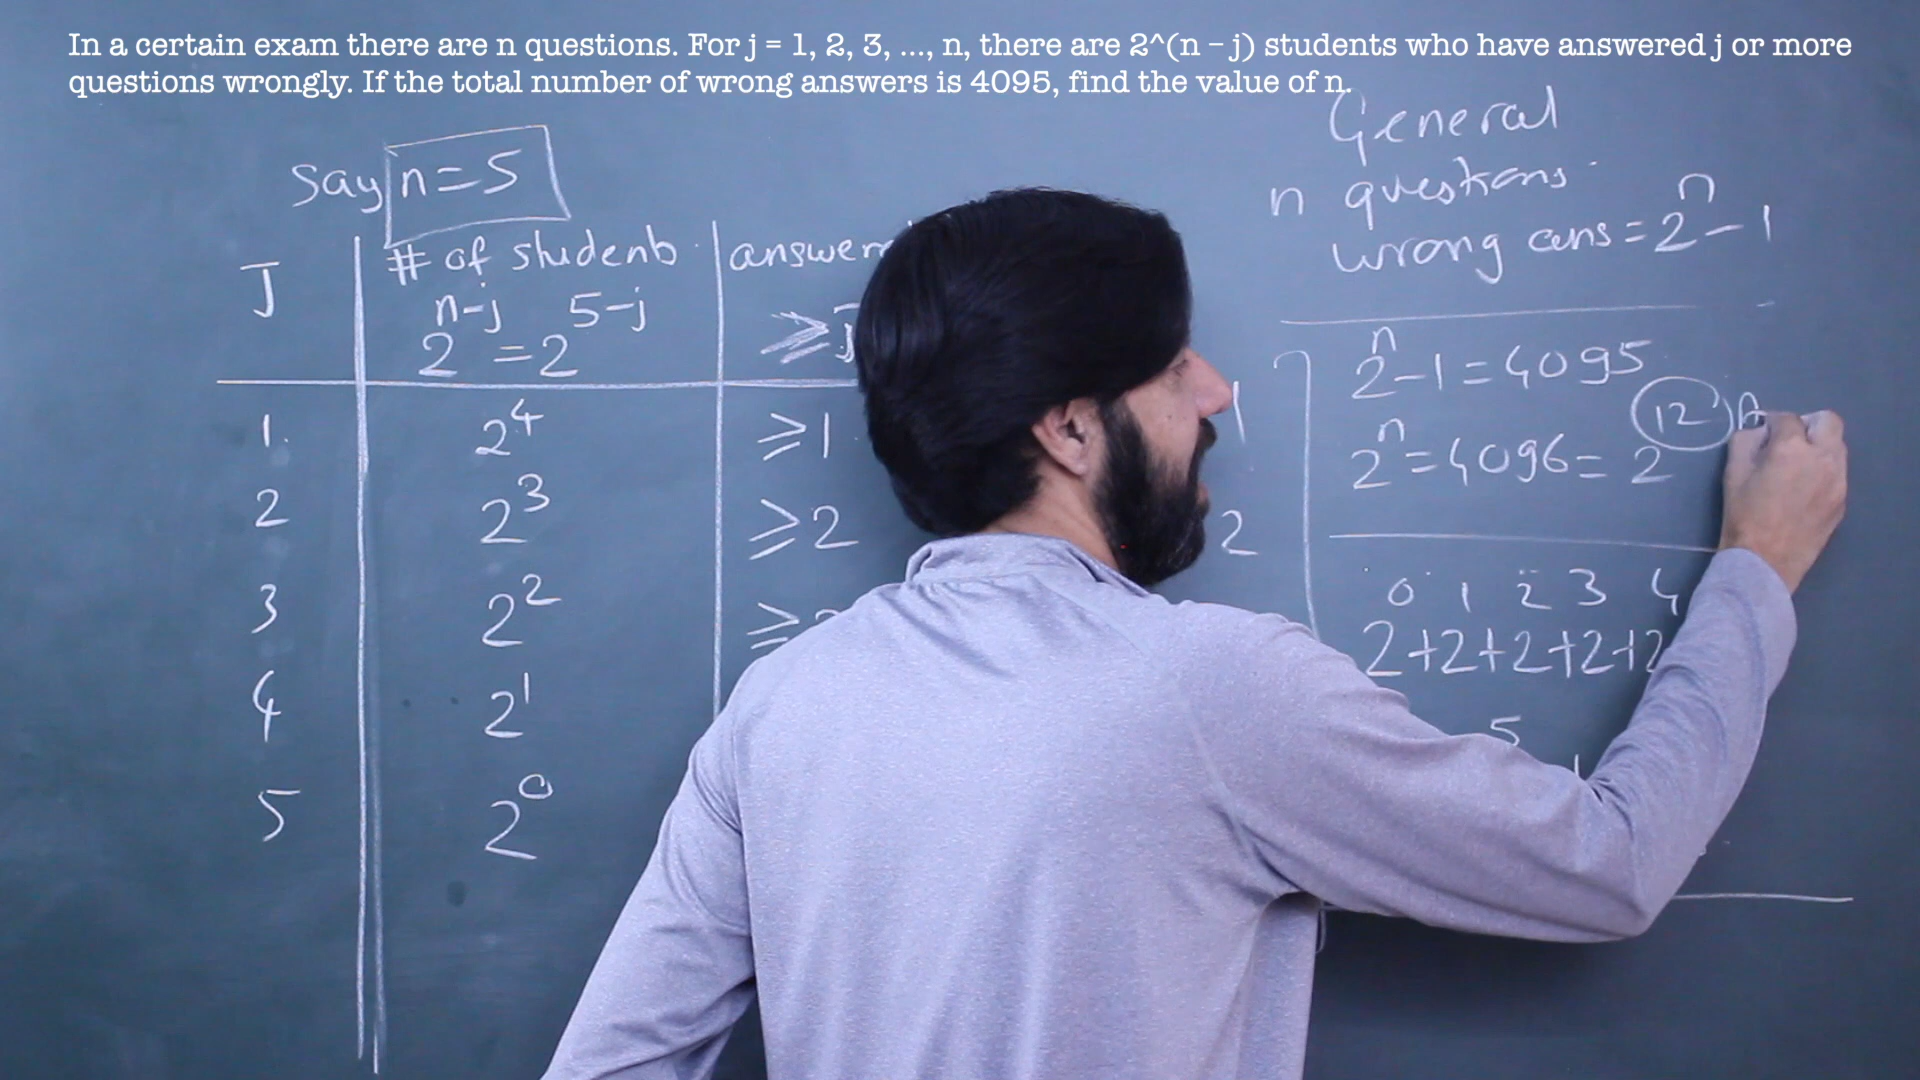 In a certain exam there are n questions. For j = 1, 2, 3, ..., n, there are 2^(n – j) students who have answered j or more
questions wrongly. If the total number of wrong answers is 4095, find the value of n.
Say n=5
J # of students answere
2^n-j = 2^5-j ≥j
1. 2^4 ≥1
2 2^3 ≥2
3 2^2 ≥
4 2^1
5 2^0
1
2
General
n questions
wrong ans = 2^n - 1
2^n - 1 = 4095
2^n = 4096 = 2^12
0 1 2 3 4
2+2+2+2+2
5